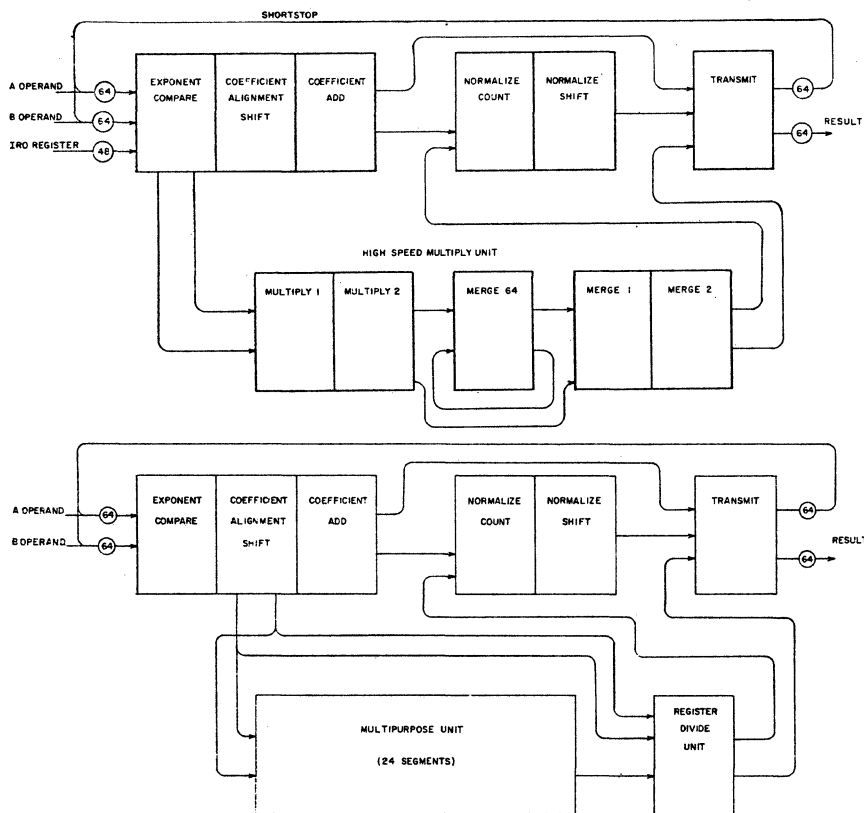 SHORTSTOP
A OPERAND
64
B OPERAND
64
IRO REGISTER
48
EXPONENT
COMPARE
COEFFICIENT
ALIGNMENT
SHIFT
COEFFICIENT
ADD
NORMALIZE
COUNT
NORMALIZE
SHIFT
TRANSMIT
64
64
RESULT
HIGH SPEED MULTIPLY UNIT
MULTIPLY 1
MULTIPLY 2
MERGE 64
MERGE 1
MERGE 2
A OPERAND
64
B OPERAND
64
EXPONENT
COMPARE
COEFFICIENT
ALIGNMENT
SHIFT
COEFFICIENT
ADD
NORMALIZE
COUNT
NORMALIZE
SHIFT
TRANSMIT
64
64
RESULT
MULTIPURPOSE UNIT
(24 SEGMENTS)
REGISTER
DIVIDE
UNIT